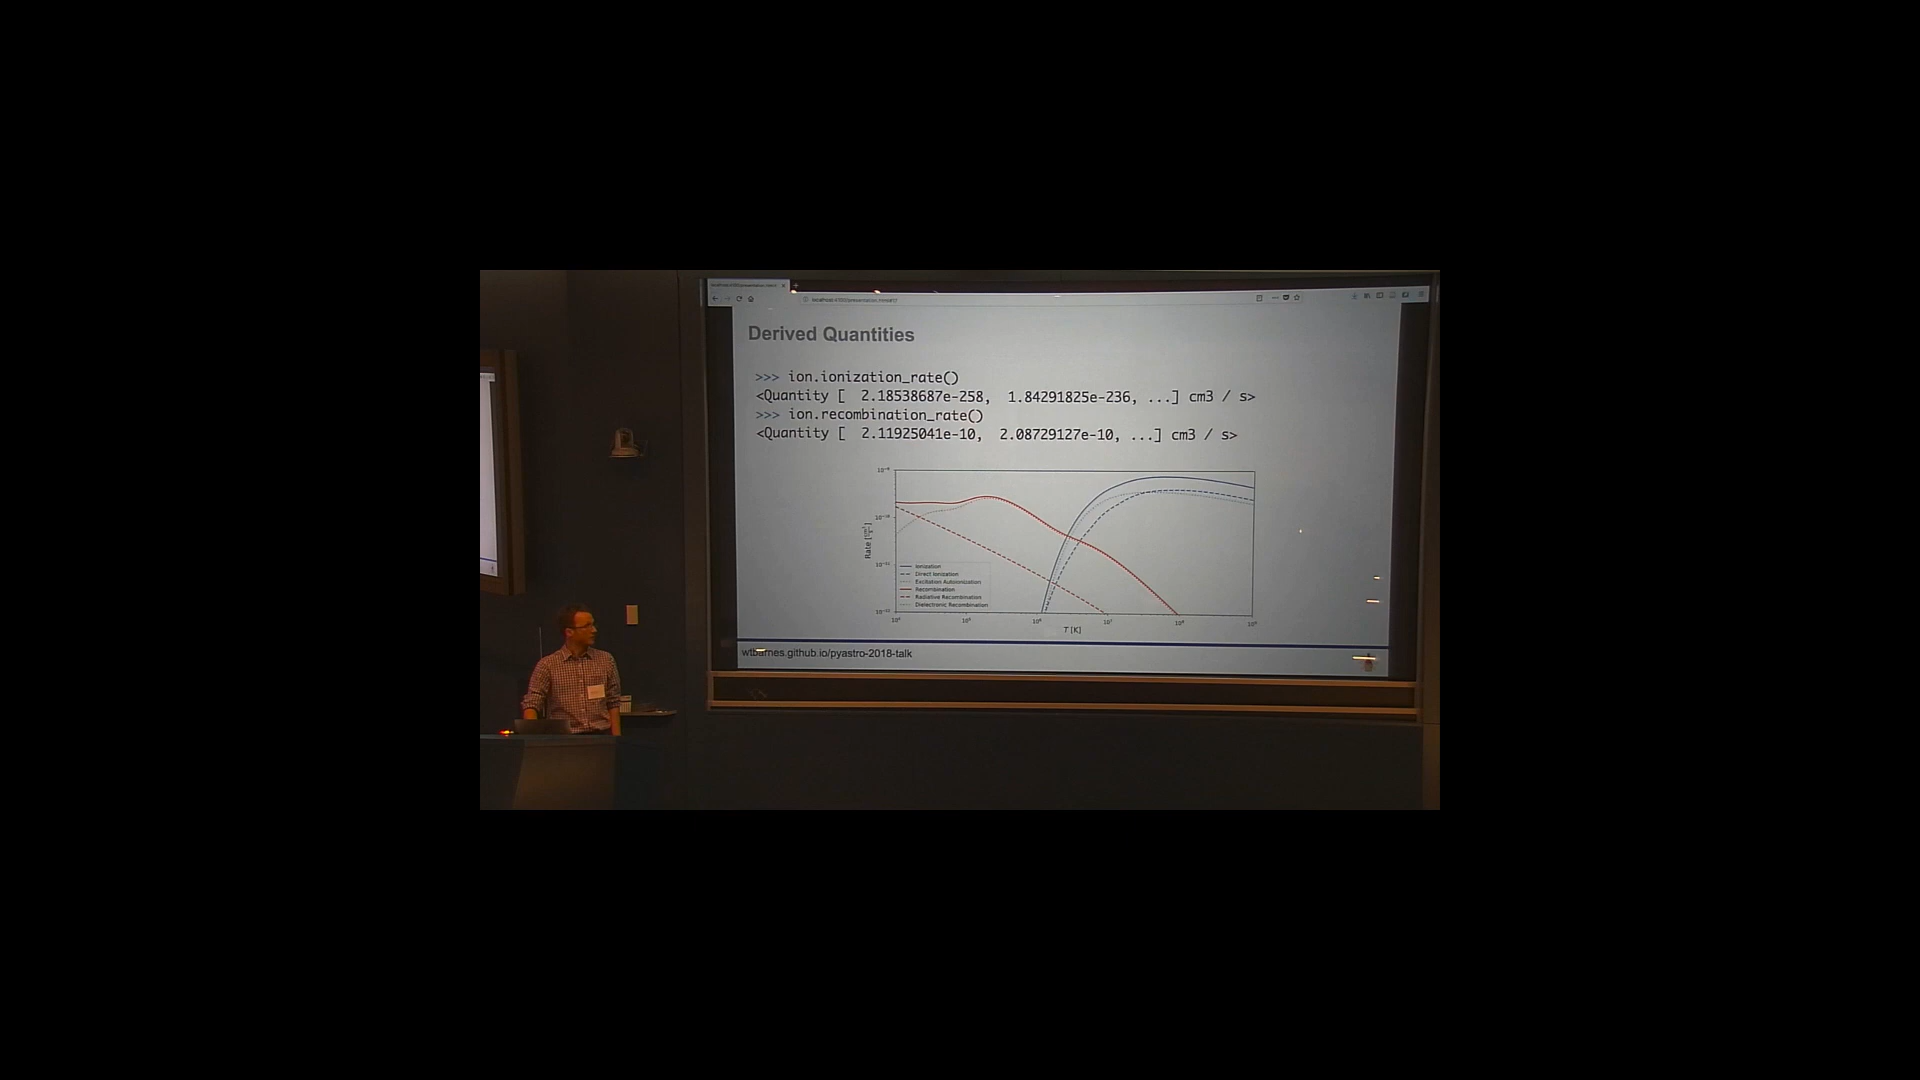 Derived Quantities
>>> ion.ionization_rate()
<Quantity [ 2.18538687e-258, 1.84291825e-236, ...] cm3 / s>
>>> ion.recombination_rate()
<Quantity [ 2.11925041e-10, 2.08729127e-10, ...] cm3 / s>
Ionization
Direct Ionization
Excitation Autoionization
Recombination
Radiative Recombination
Dielectronic Recombination
T [K]
wtbarnes.github.io/pyastro-2018-talk